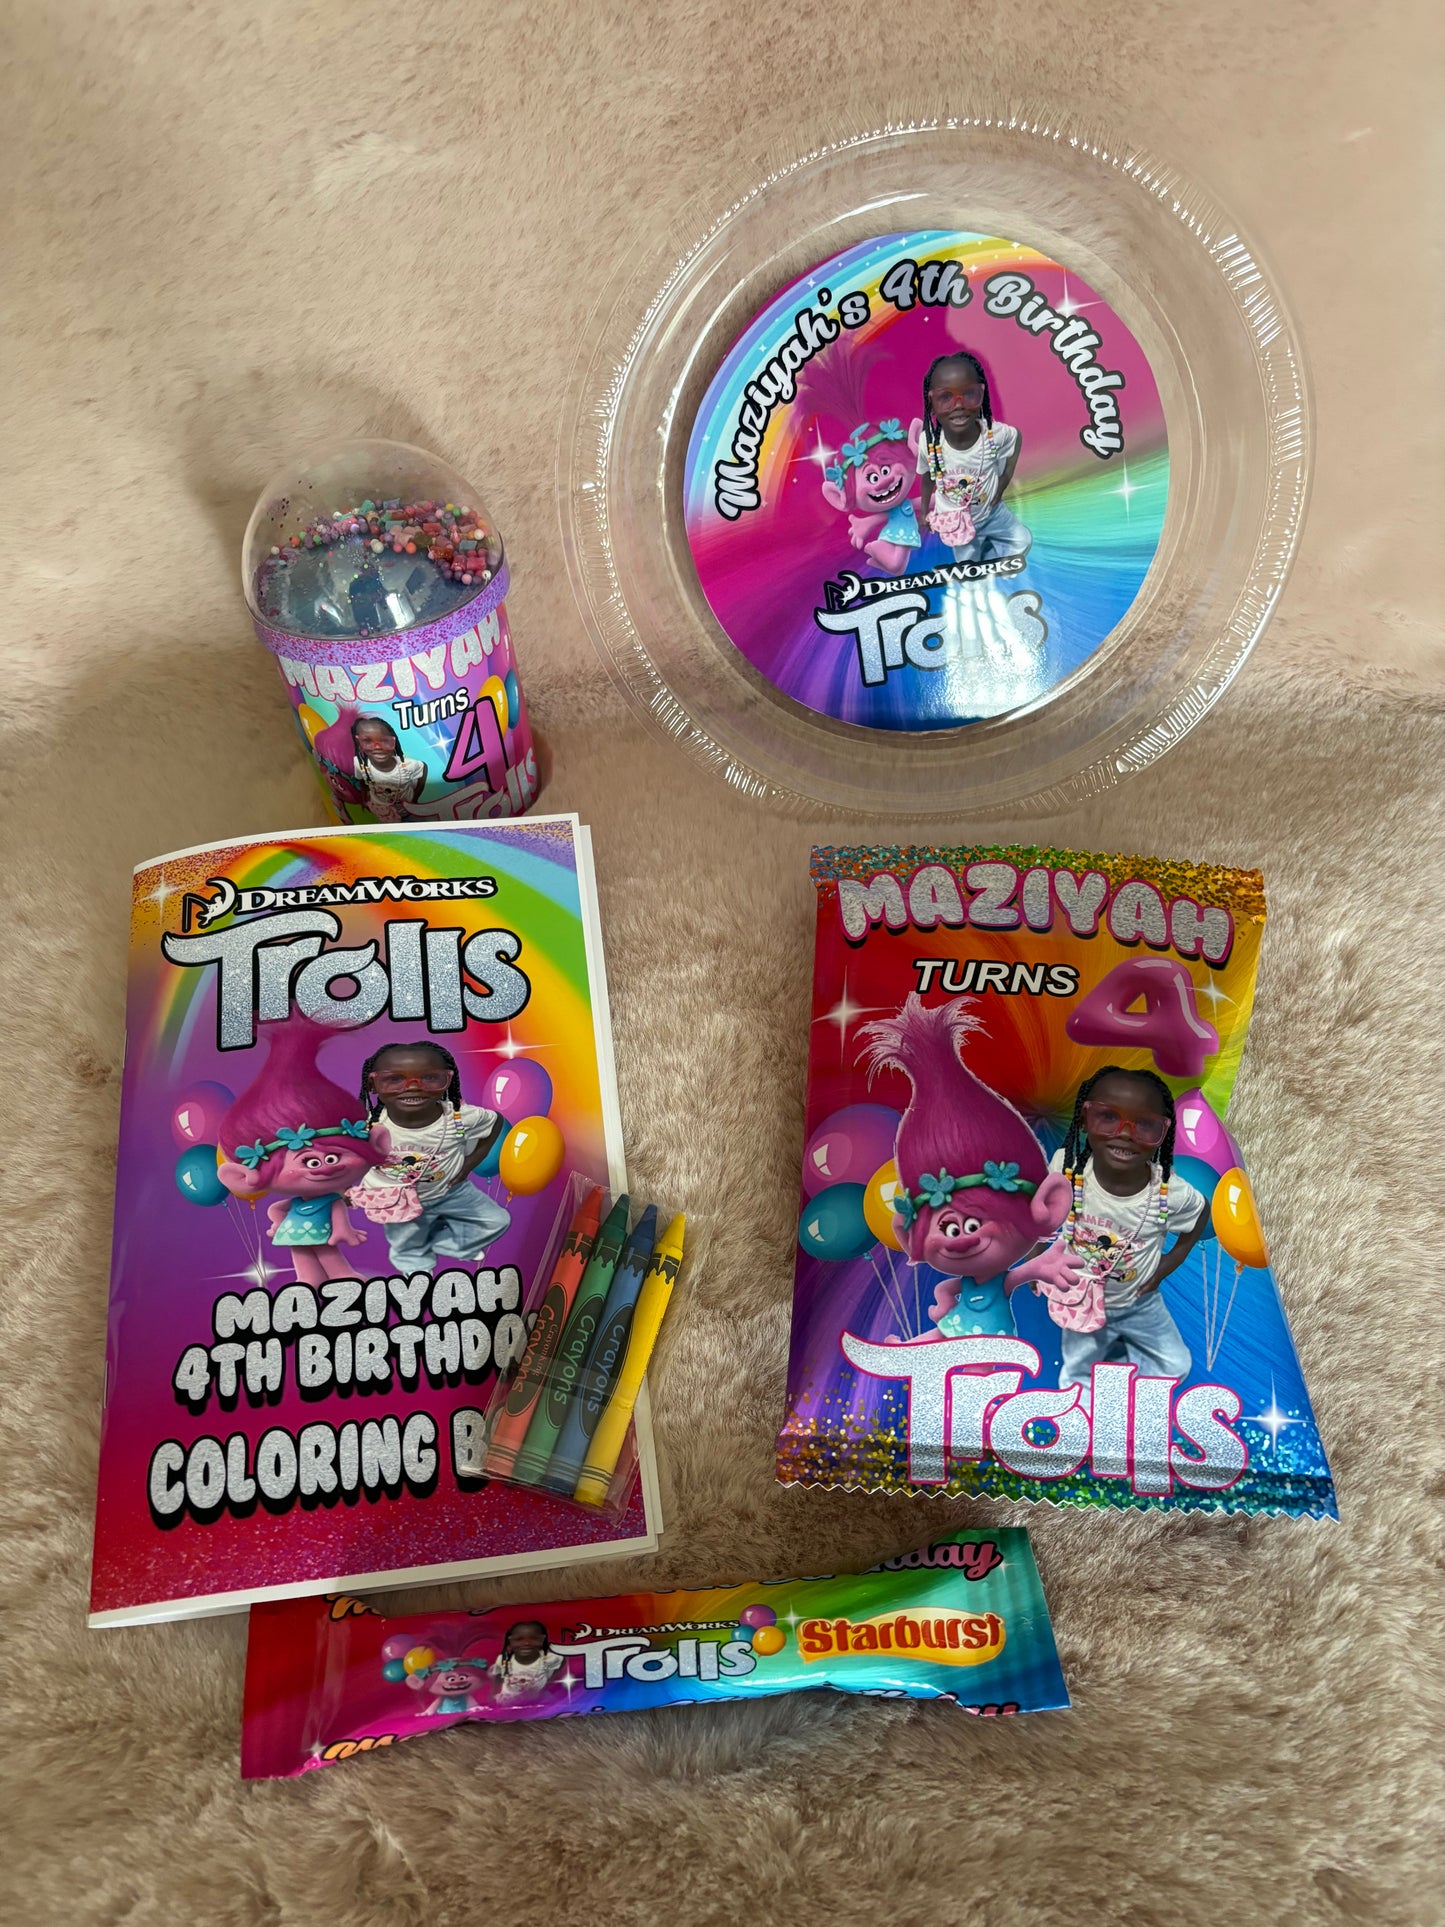 Maziyah's 4th Birthday
DREAMWORKS
Trolls
MAZIYAH
Turns
4
Trolls
DREAMWORKS
Trolls
MAZIYAH
4TH BIRTHDA
COLORING B
Crayons
Crayons
Crayons
MAZIYAH
TURNS 4
Trolls
DREAMWORKS
Trolls
Starburst